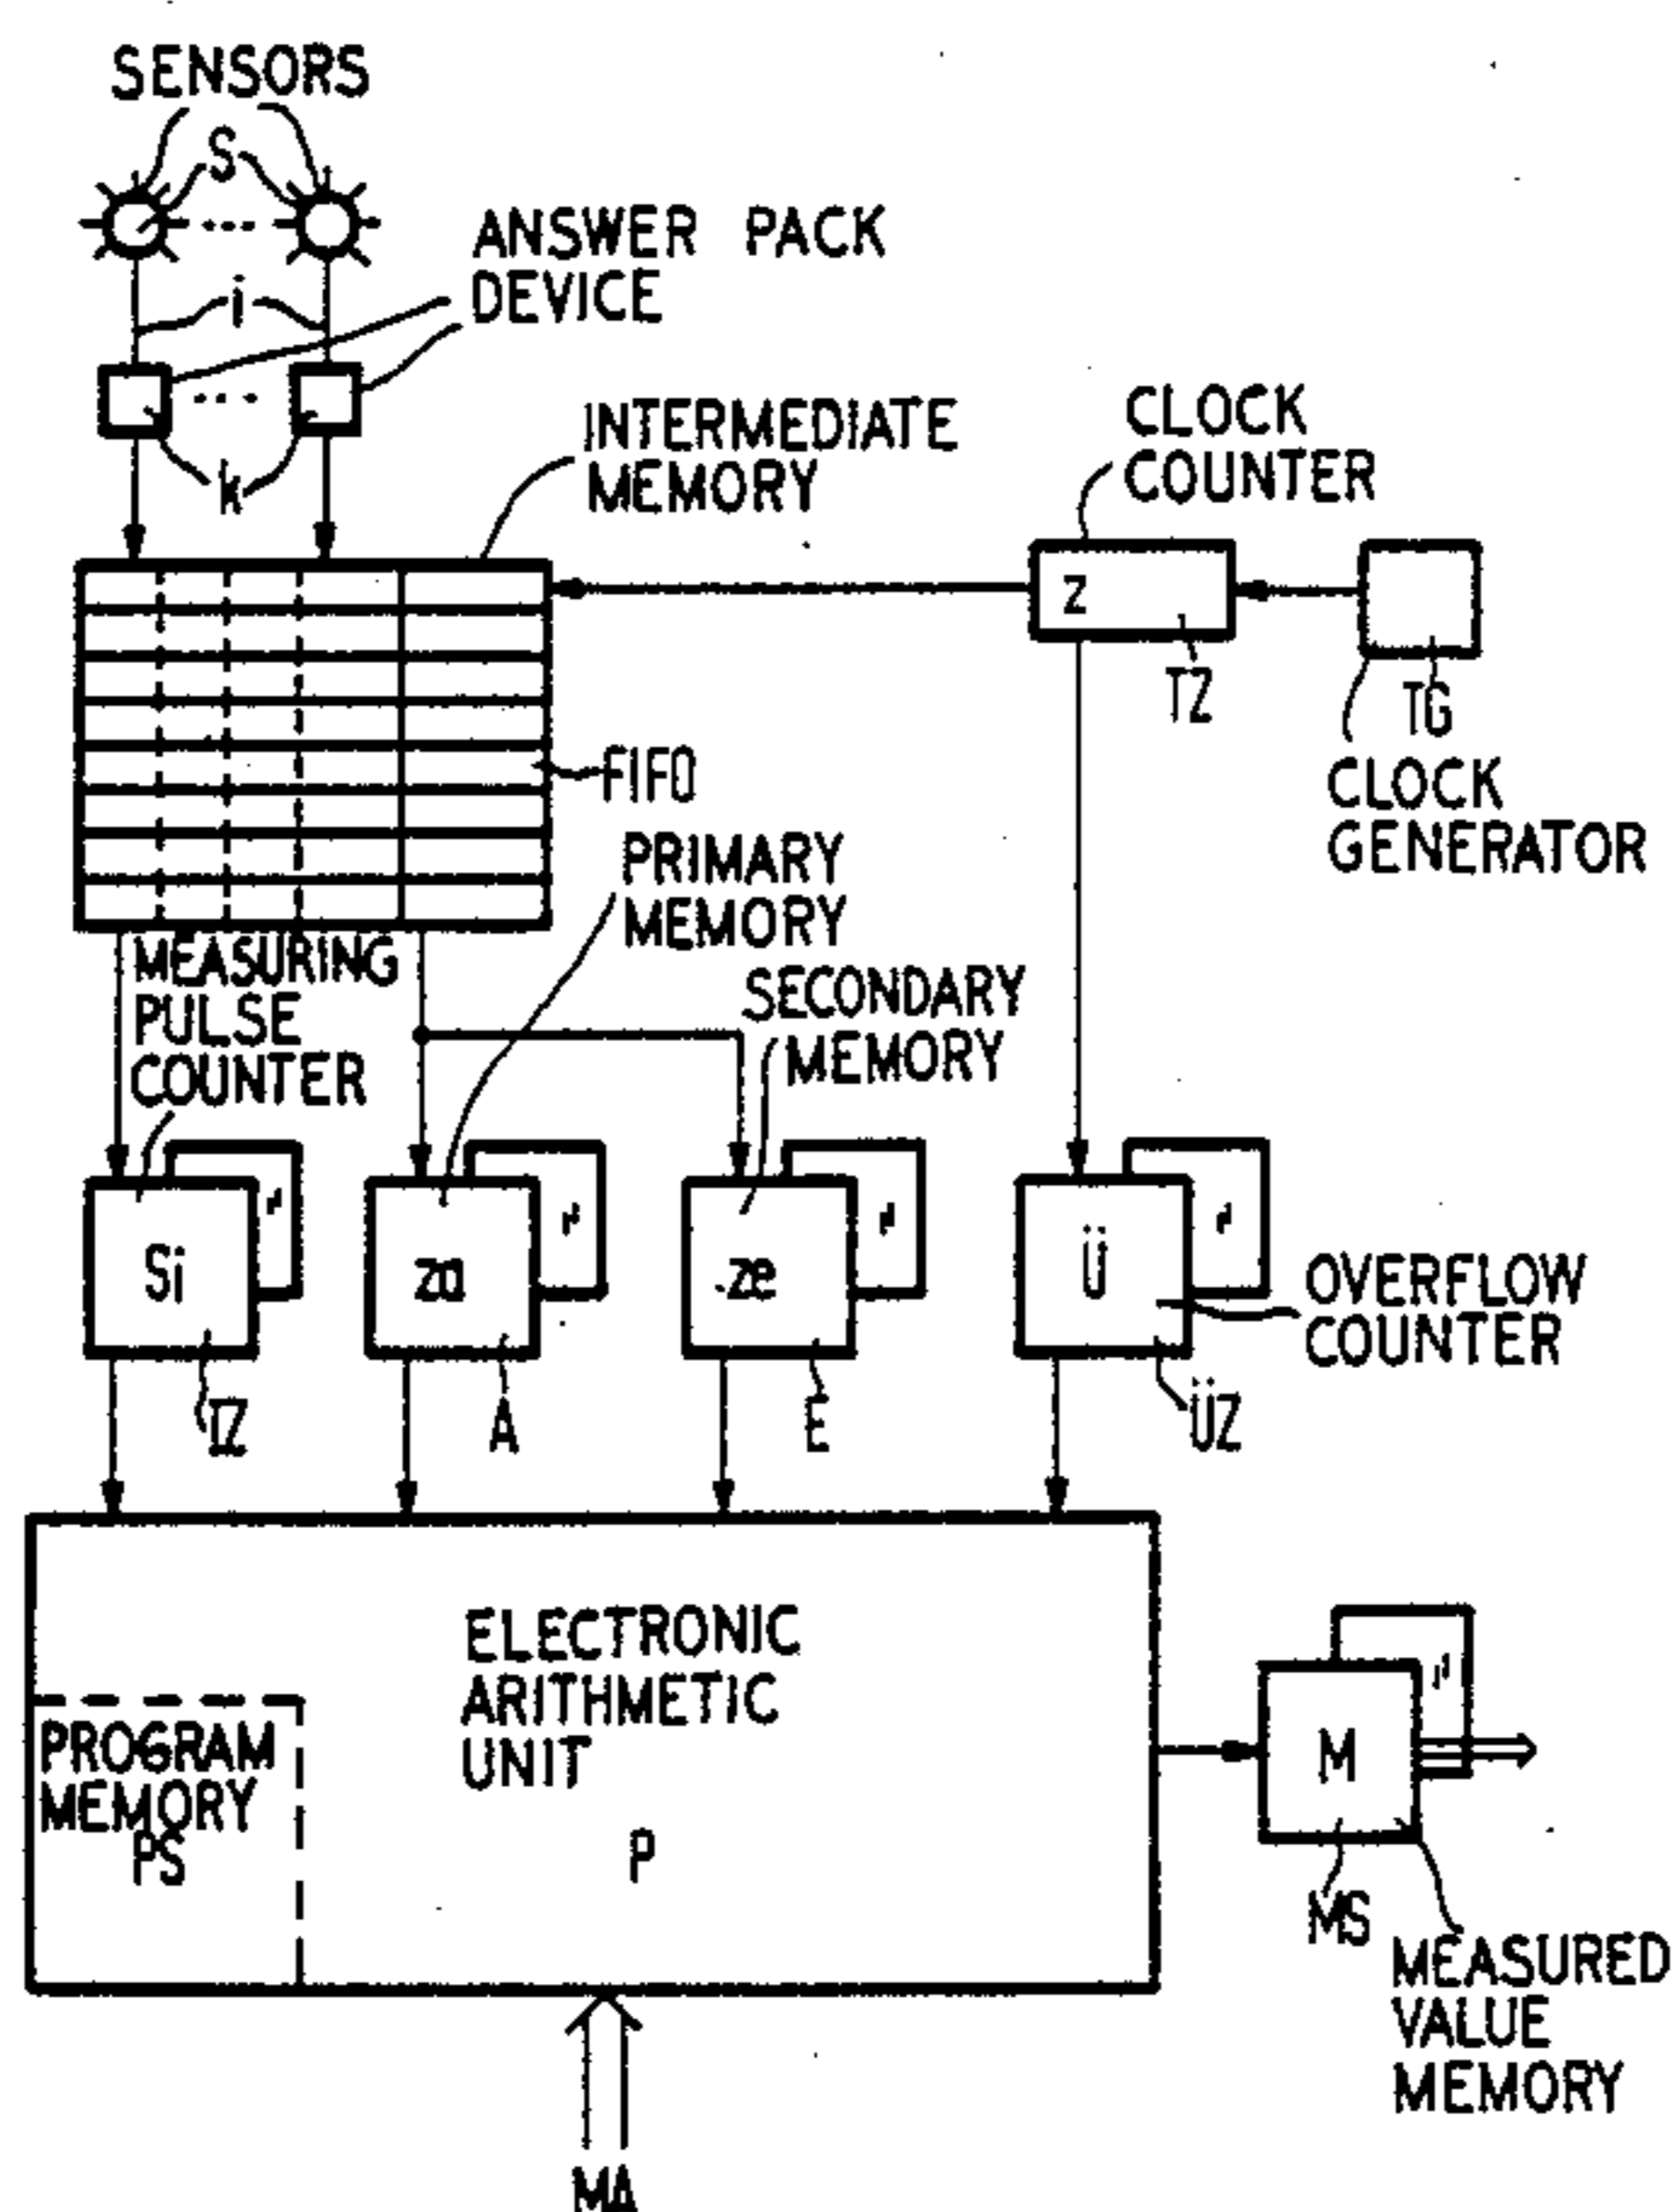 SENSORS
S
ANSWER PACK
DEVICE
i
k
INTERMEDIATE
MEMORY
CLOCK
COUNTER
Z
TZ
TG
CLOCK
GENERATOR
FIFO
PRIMARY
MEMORY
MEASURING
PULSE
COUNTER
SECONDARY
MEMORY
Si
za
ze
Ü
OVERFLOW
COUNTER
IZ
A
E
ÜZ
ELECTRONIC
ARITHMETIC
UNIT
PROGRAM
MEMORY
PS
P
M
MS
MEASURED
VALUE
MEMORY
MA